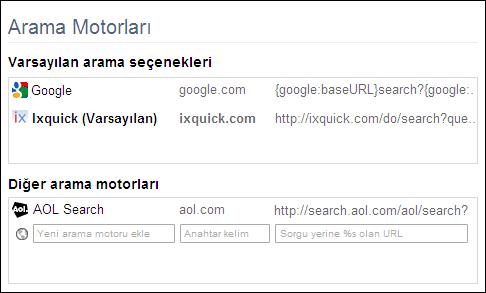 Arama Motorları
Varsayılan arama seçenekleri
Google google.com {google:baseURL}search?{google:...
ix Ixquick (Varsayılan) ixquick.com http://ixquick.com/do/search?que...
Diğer arama motorları
Aol. AOL Search aol.com http://search.aol.com/aol/search?
Yeni arama motoru ekle Anahtar kelim Sorgu yerine %s olan URL